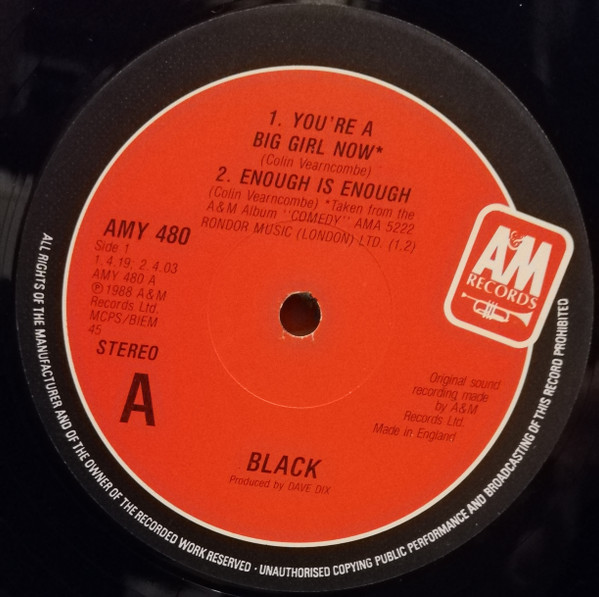 1. YOU'RE A
BIG GIRL NOW*
(Colin Vearncombe)
2. ENOUGH IS ENOUGH
(Colin Vearncombe) *Taken from the
A&M Album "COMEDY" AMA 5222
RONDOR MUSIC (LONDON) LTD. (1,2)
AMY 480
Side 1
1. 4.19; 2. 4.03
AMY 480 A
℗ 1988 A&M
Records Ltd.
MCPS/BIEM
45
STEREO
A
A&M
RECORDS
Original sound
recording made
by A&M
Records Ltd.
Made in England
BLACK
Produced by DAVE DIX
ALL RIGHTS OF THE MANUFACTURER AND OF THE OWNER OF THE RECORDED WORK RESERVED · UNAUTHORISED COPYING PUBLIC PERFORMANCE AND BROADCASTING OF THIS RECORD PROHIBITED